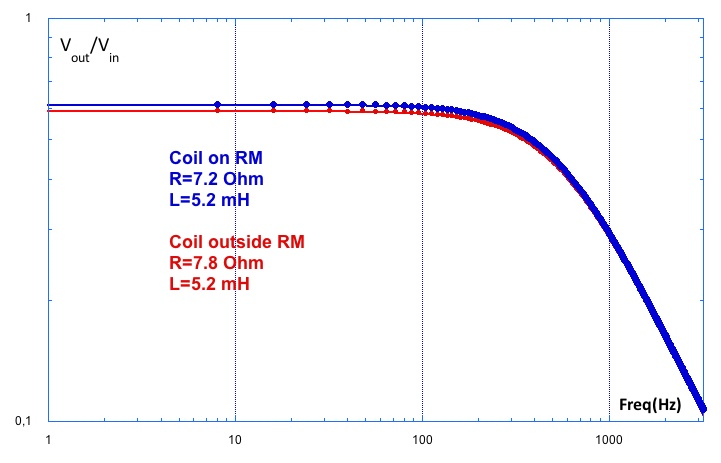 1
Vout/Vin
Coil on RM
R=7.2 Ohm
L=5.2 mH
Coil outside RM
R=7.8 Ohm
L=5.2 mH
Freq(Hz)
0,1
1 10 100 1000